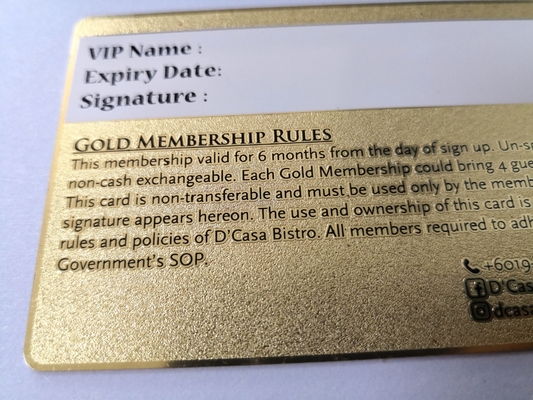 VIP Name :
Expiry Date:
Signature :
GOLD MEMBERSHIP RULES
This membership valid for 6 months from the day of sign up. Un-s
non-cash exchangeable. Each Gold Membership could bring 4 gue
This card is non-transferable and must be used only by the memb
signature appears hereon. The use and ownership of this card is
rules and policies of D'Casa Bistro. All members required to adh
Government's SOP.
+6019-
D'Cas
dcasa